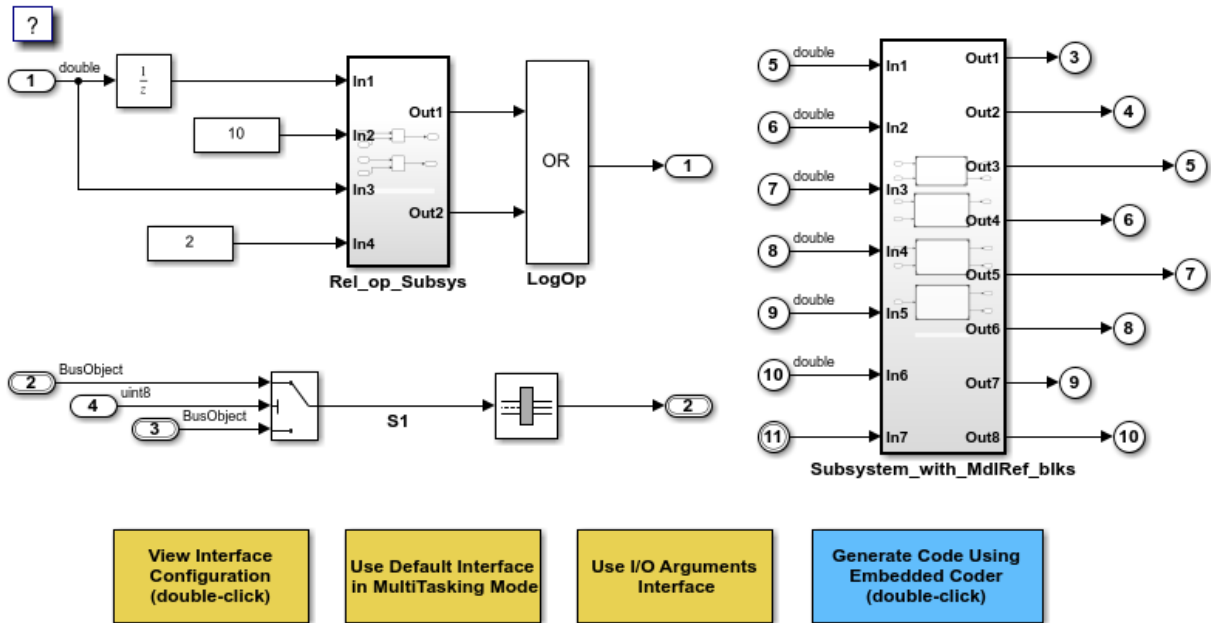 ?
1
double
1
z
In1
10
In2
In3
2
In4
Out1
Out2
Rel_op_Subsys
OR
LogOp
1
5
double
In1
6
double
In2
7
double
In3
8
double
In4
9
double
In5
10
double
In6
11
In7
Out1
3
Out2
4
Out3
5
Out4
6
Out5
7
Out6
8
Out7
9
Out8
10
Subsystem_with_MdlRef_blks
2
BusObject
4
uint8
3
BusObject
S1
2
View Interface
Configuration
(double-click)
Use Default Interface
in MultiTasking Mode
Use I/O Arguments
Interface
Generate Code Using
Embedded Coder
(double-click)